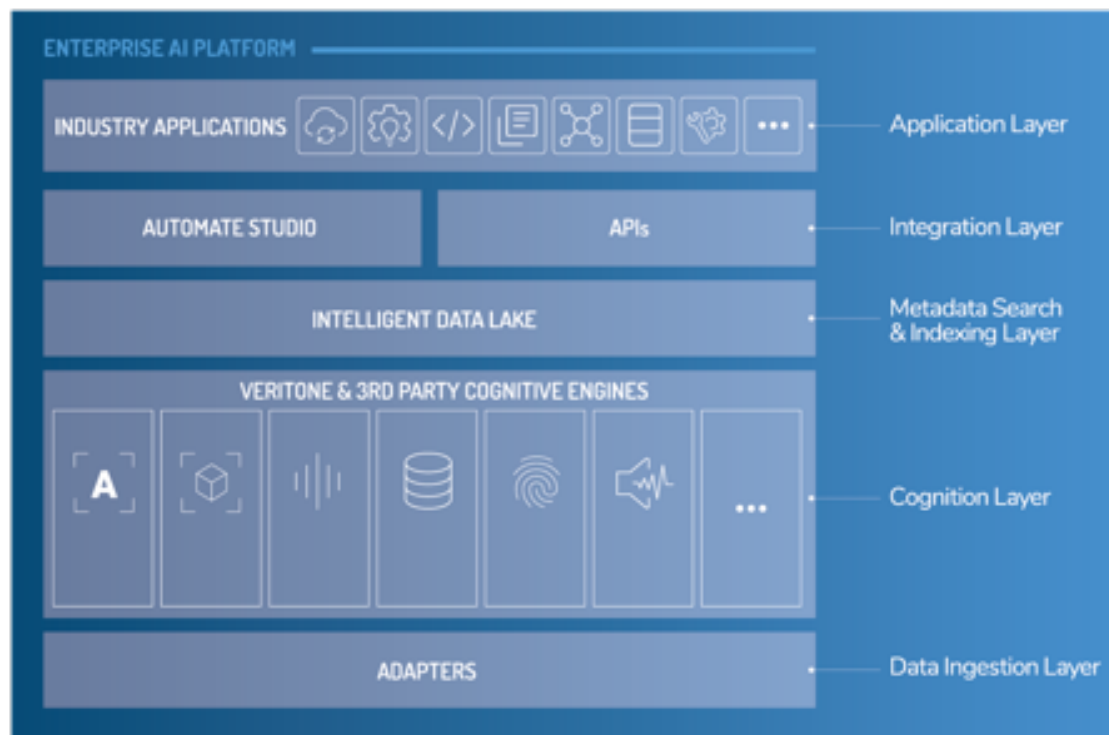 ENTERPRISE AI PLATFORM
INDUSTRY APPLICATIONS
</>
...
Application Layer
AUTOMATE STUDIO
APIs
Integration Layer
INTELLIGENT DATA LAKE
Metadata Search
& Indexing Layer
VERITONE & 3RD PARTY COGNITIVE ENGINES
A
...
Cognition Layer
ADAPTERS
Data Ingestion Layer